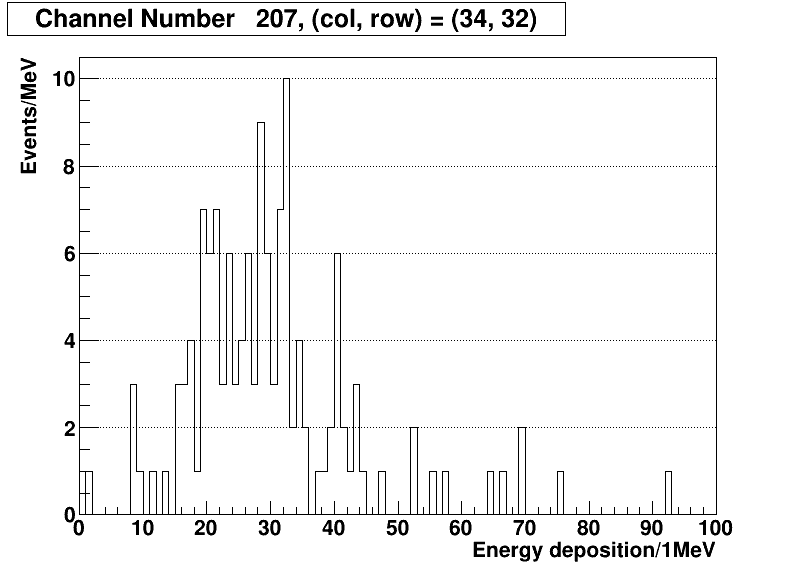 Channel Number 207, (col, row) = (34, 32)
Events/MeV
10
8
6
4
2
0
0 10 20 30 40 50 60 70 80 90 100
Energy deposition/1MeV